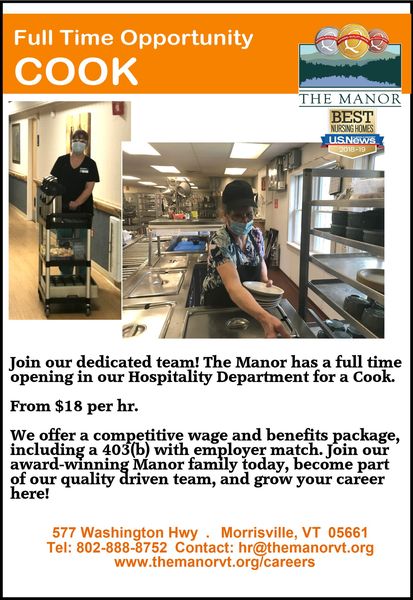 Full Time Opportunity
COOK
THE MANOR
BEST
NURSING HOMES
U.S.News
2018-19
Join our dedicated team! The Manor has a full time
opening in our Hospitality Department for a Cook.
From $18 per hr.
We offer a competitive wage and benefits package,
including a 403(b) with employer match. Join our
award-winning Manor family today, become part
of our quality driven team, and grow your career
here!
577 Washington Hwy . Morrisville, VT 05661
Tel: 802-888-8752 Contact: hr@themanorvt.org
www.themanorvt.org/careers